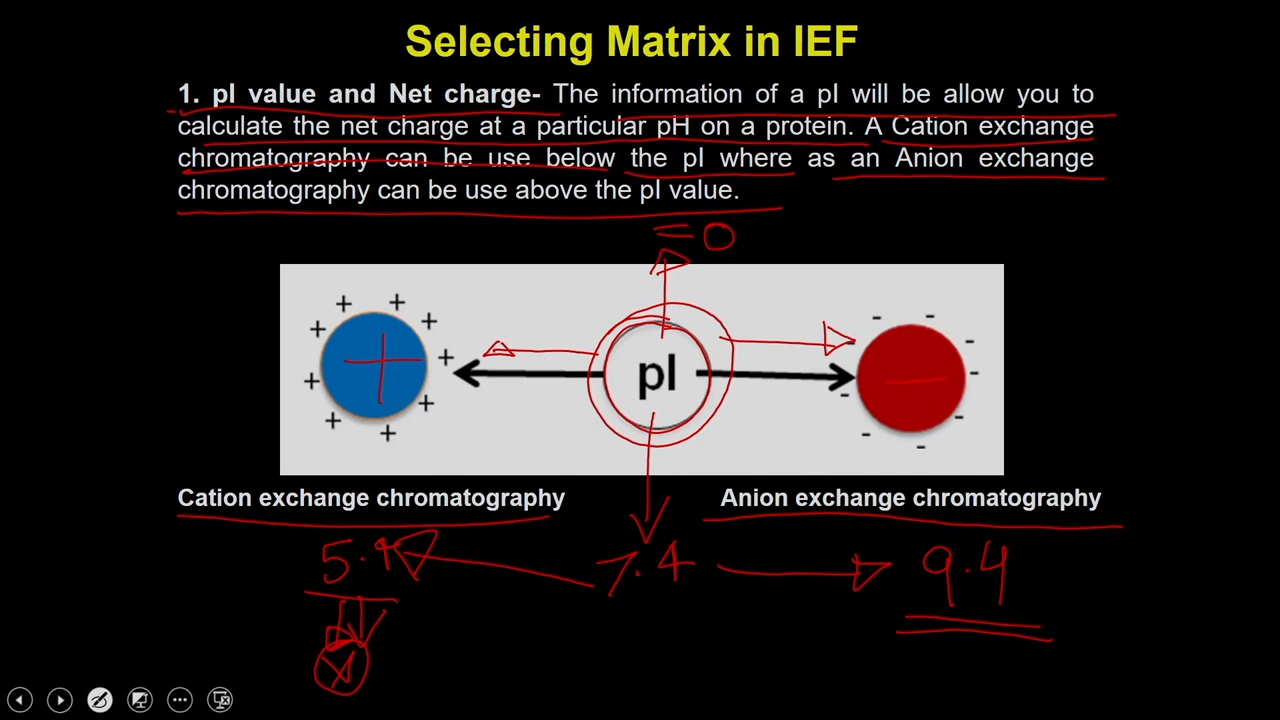 Selecting Matrix in IEF
1. pI value and Net charge- The information of a pI will be allow you to
calculate the net charge at a particular pH on a protein. A Cation exchange
chromatography can be use below the pI where as an Anion exchange
chromatography can be use above the pI value.
= 0
+ + + + + + + + + +
+
pI
- - - - - - - - -
-
Cation exchange chromatography
Anion exchange chromatography
5.4
7.4
9.4